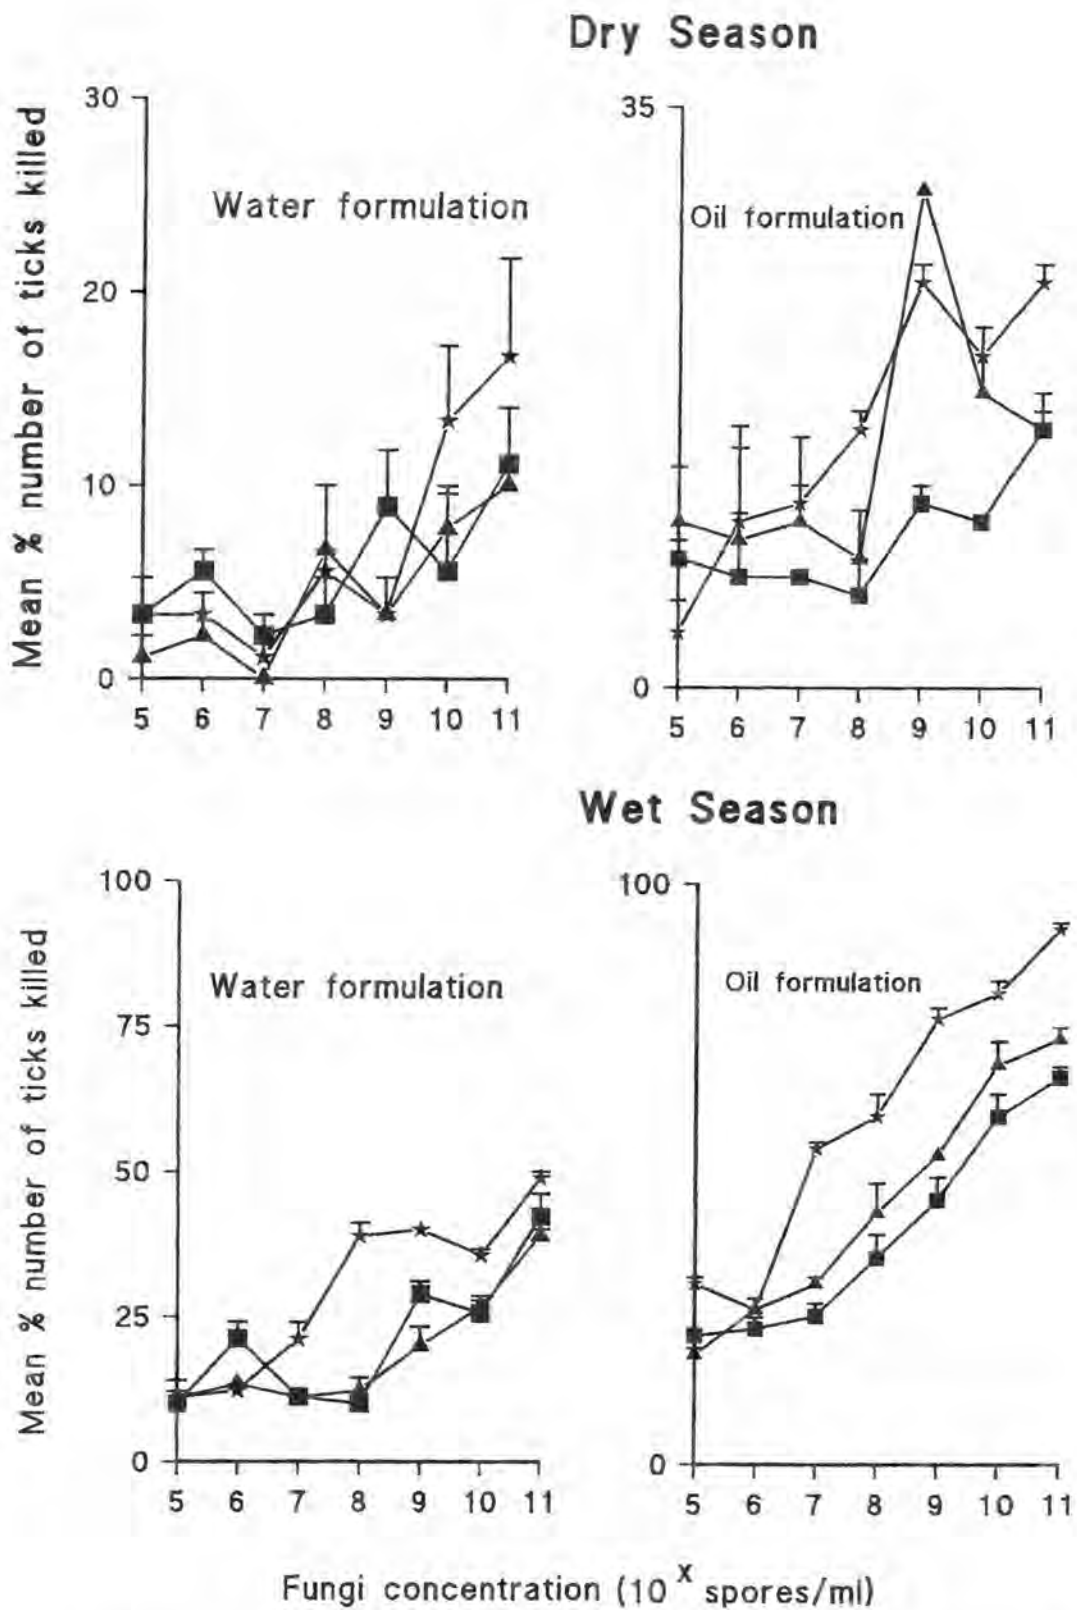 Dry Season
Mean % number of ticks killed
30
20
10
0
Water formulation
5 6 7 8 9 10 11
35
0
Oil formulation
5 6 7 8 9 10 11
Wet Season
Mean % number of ticks killed
100
75
50
25
0
Water formulation
5 6 7 8 9 10 11
100
0
Oil formulation
5 6 7 8 9 10 11
Fungi concentration (10^x spores/ml)